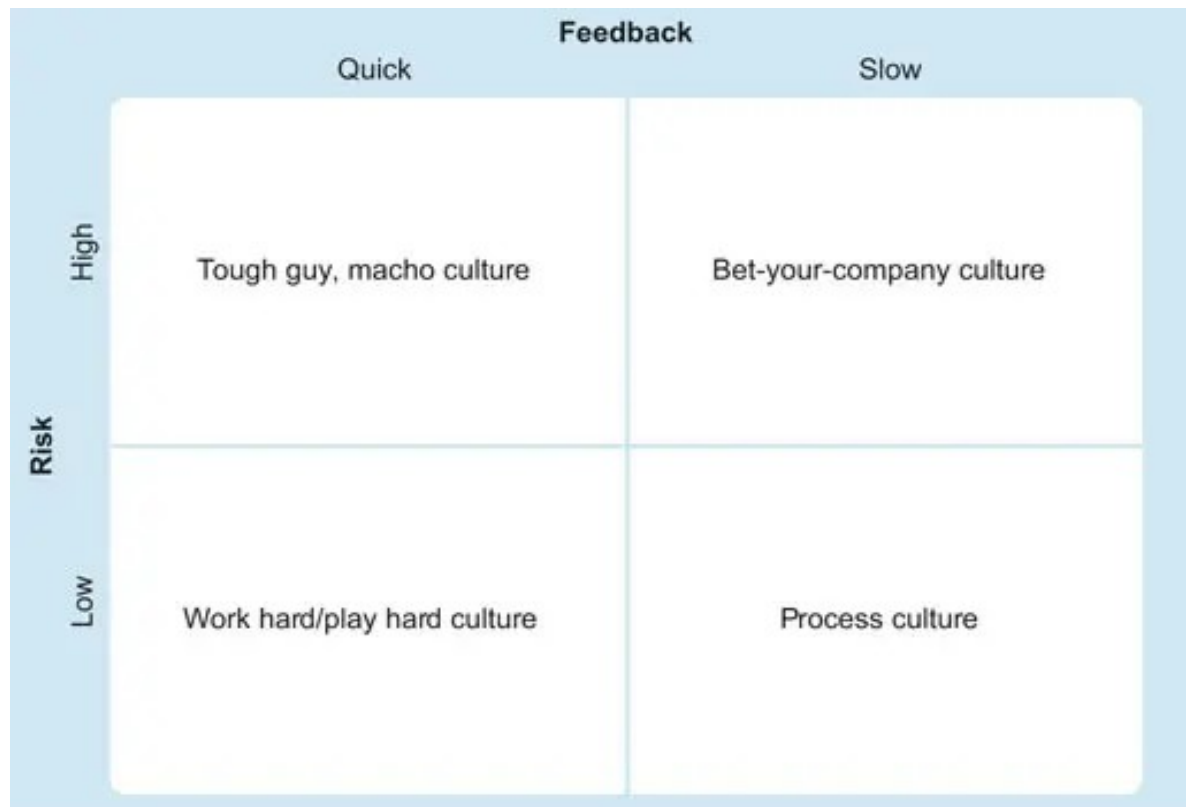 Feedback
Quick Slow
High
Tough guy, macho culture
Bet-your-company culture
Risk
Low
Work hard/play hard culture
Process culture